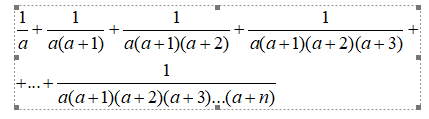 1/a + 1/(a(a+1)) + 1/(a(a+1)(a+2)) + 1/(a(a+1)(a+2)(a+3)) +
+...+ 1/(a(a+1)(a+2)(a+3)...(a+n))